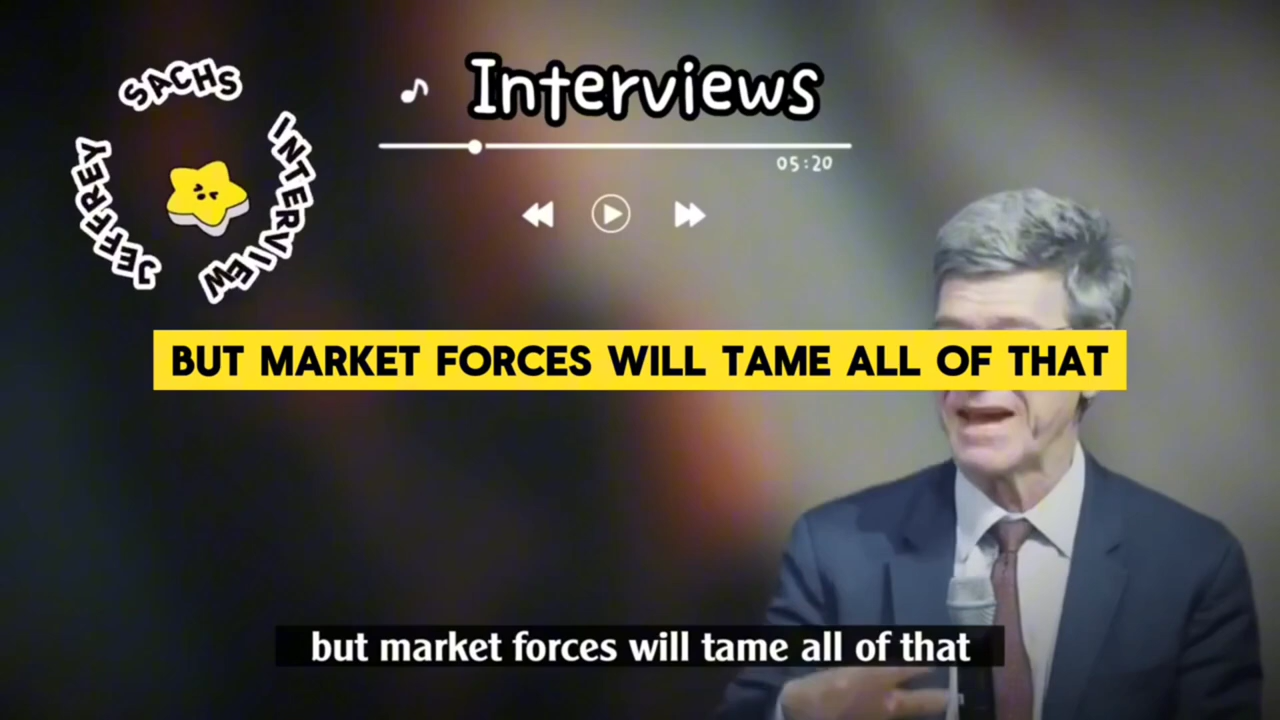 JEFFREY SACHS INTERVIEW
Interviews
05:20
BUT MARKET FORCES WILL TAME ALL OF THAT
but market forces will tame all of that